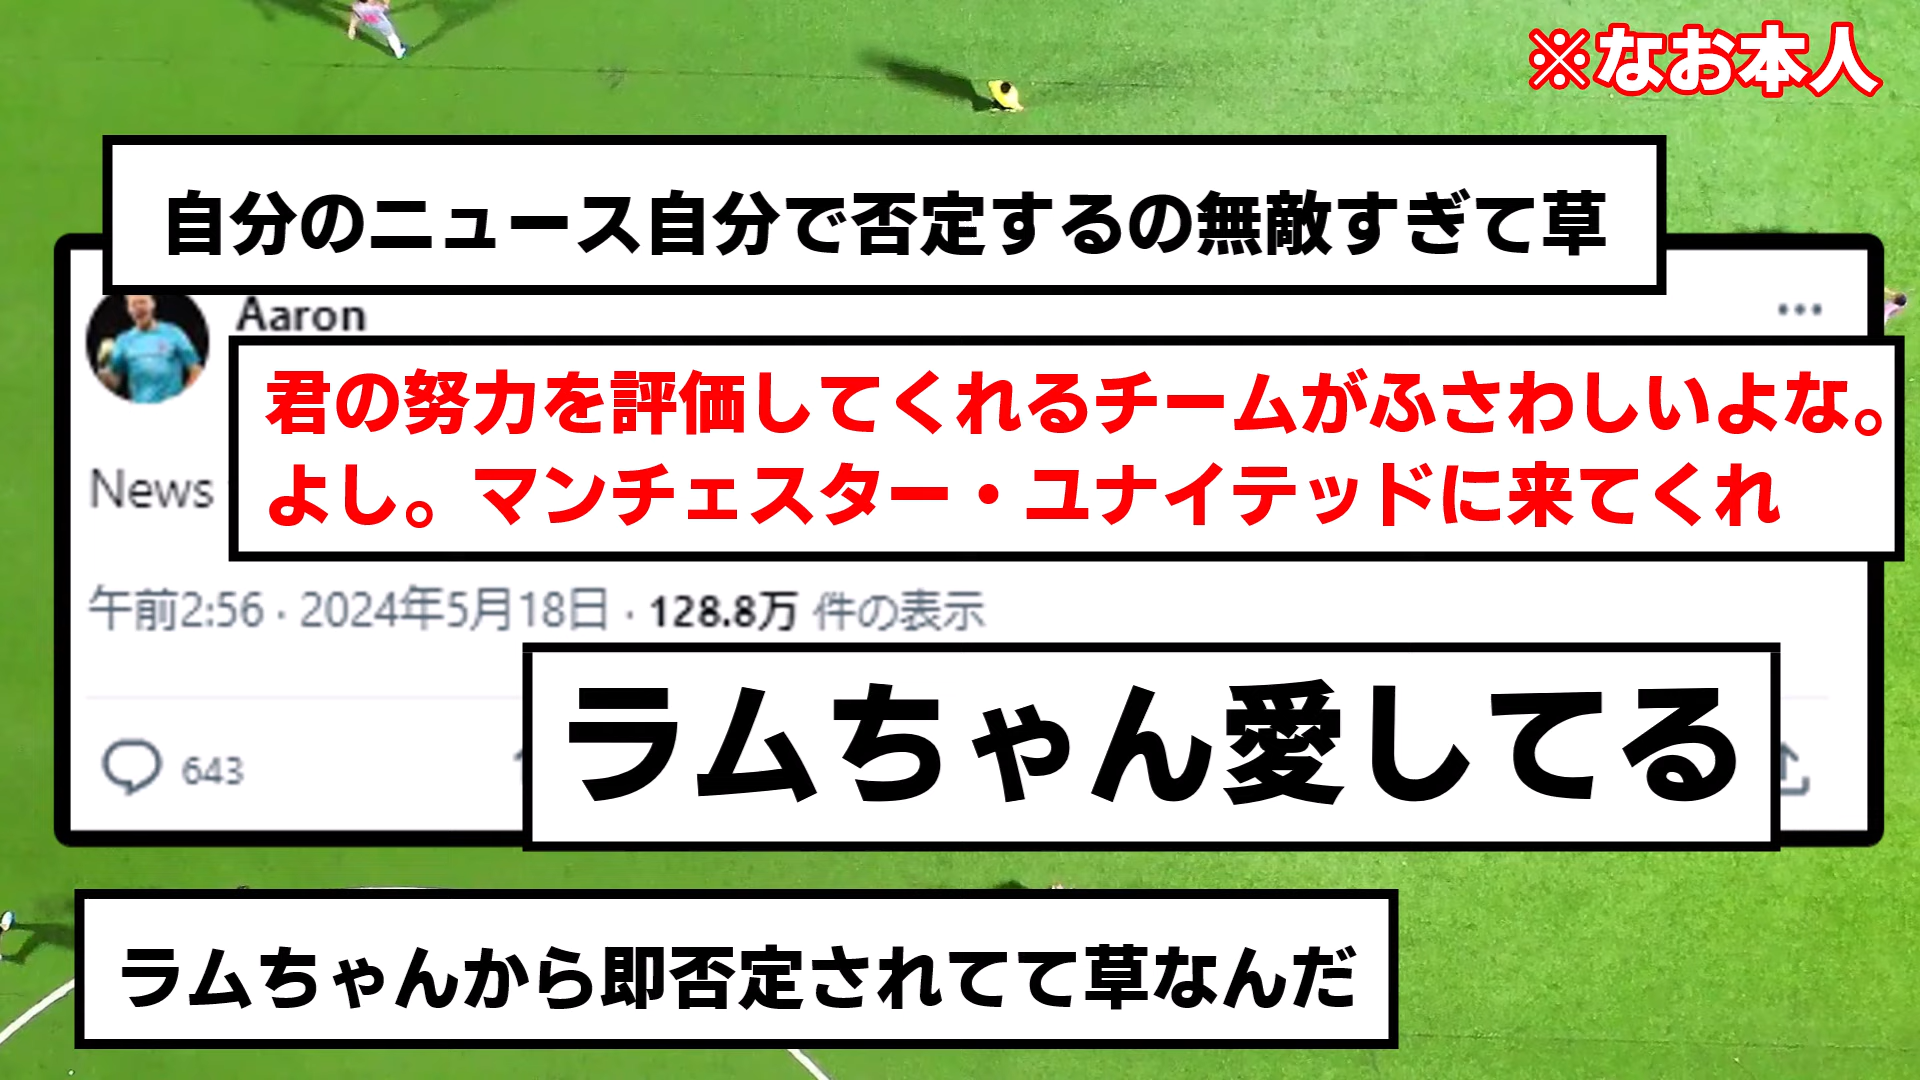 ※なお本人
自分のニュース自分で否定するの無敵すぎて草
Aaron
君の努力を評価してくれるチームがふさわしいよな。
よし。マンチェスター・ユナイテッドに来てくれ
News
午前2:56 · 2024年5月18日 · 128.8万 件の表示
ラムちゃん愛してる
643
ラムちゃんから即否定されてて草なんだ